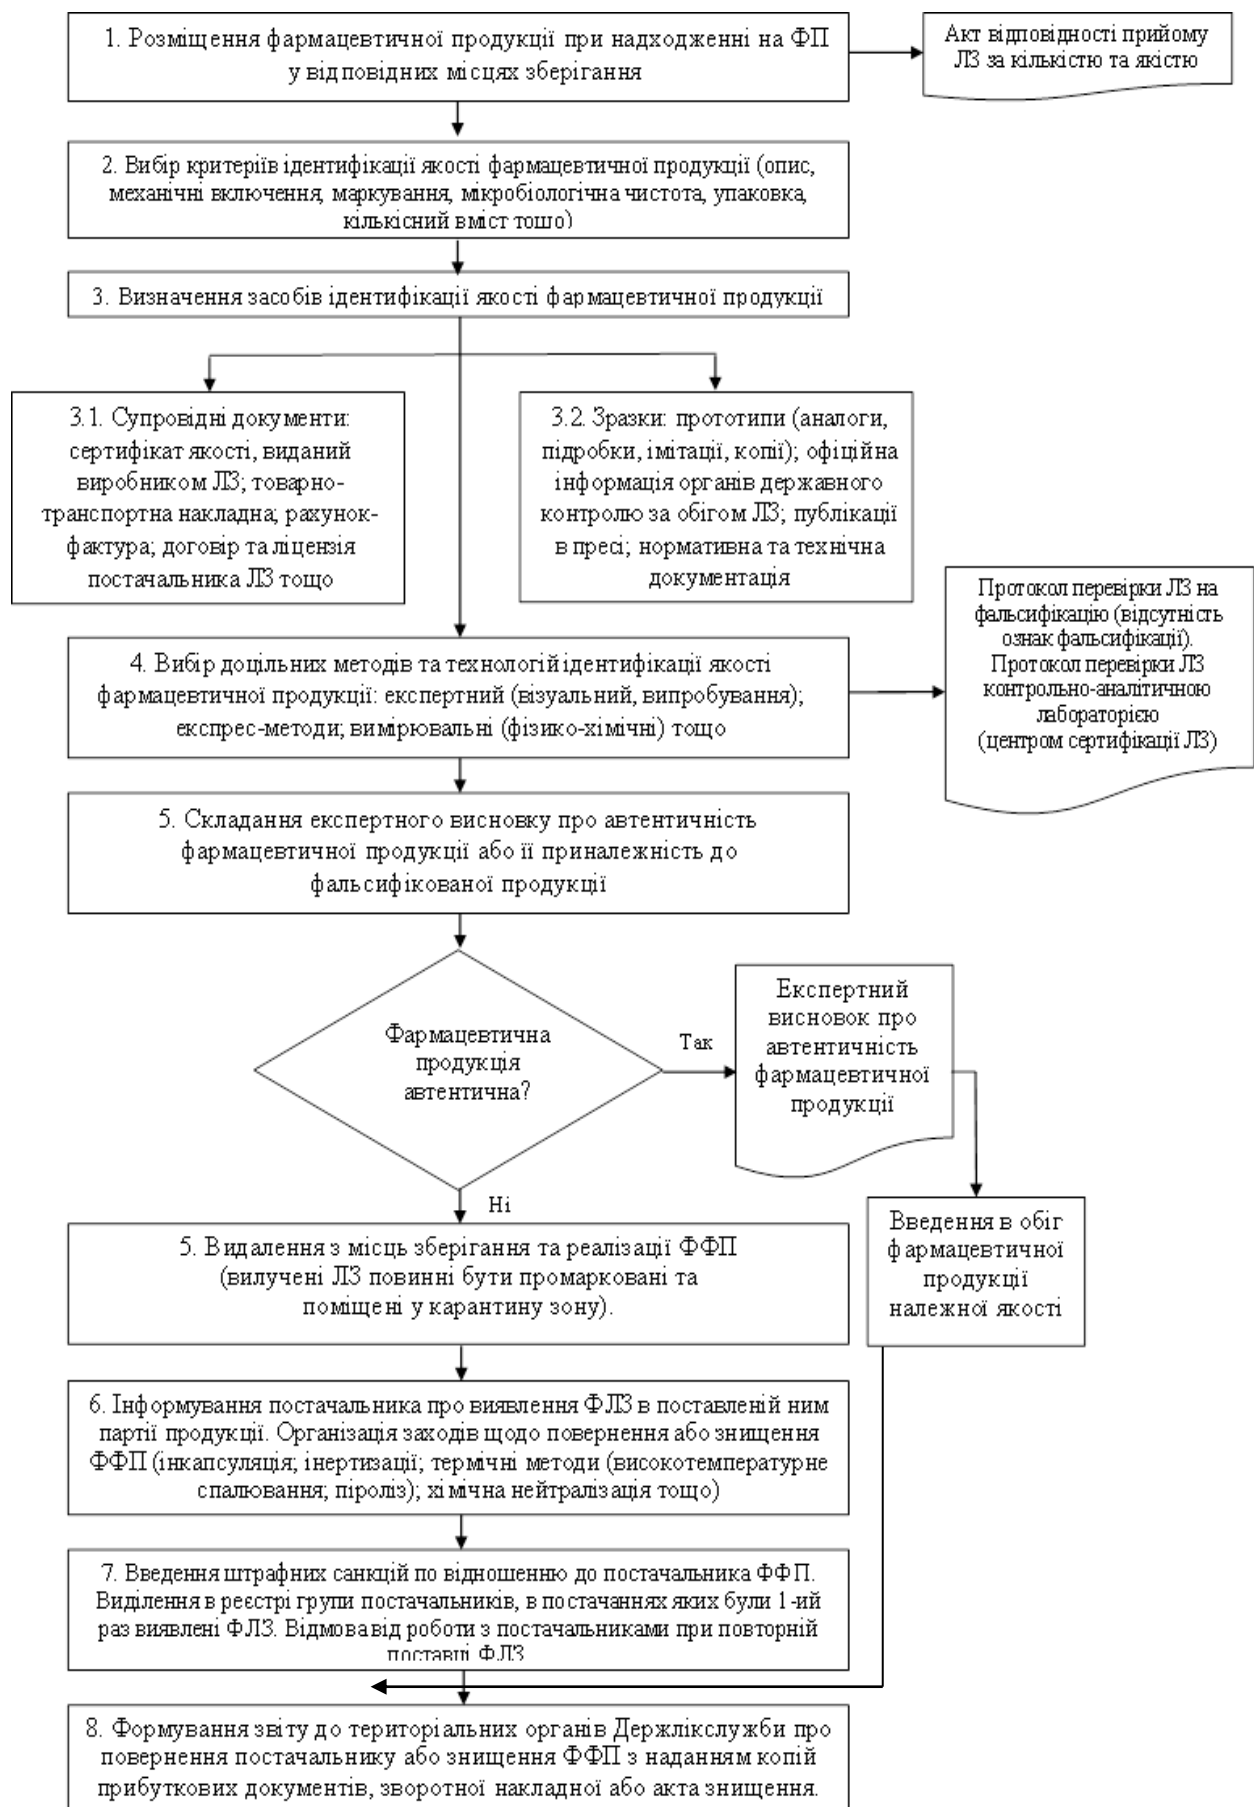 1. Розміщення фармацевтичної продукції при надходженні на ФП
у відповідних місцях зберігання
Акт відповідності прийому
ЛЗ за кількістю та якістю
2. Вибір критеріїв ідентифікації якості фармацевтичної продукції (опис,
механічні включення, маркування, мікробіологічна чистота, упаковка,
кількісний вміст тощо)
3. Визначення засобів ідентифікації якості фармацевтичної продукції
3.1. Супровідні документи:
сертифікат якості, виданий
виробником ЛЗ; товарно-
транспортна накладна; рахунок-
фактура; договір та ліцензія
постачальника ЛЗ тощо
3.2. Зразки: прототипи (аналоги,
підробки, імітації, копії); офіційна
інформація органів державного
контролю за обігом ЛЗ; публікації
в пресі; нормативна та технічна
документація
Протокол перевірки ЛЗ на
фальсифікацію (відсутність
ознак фальсифікації).
Протокол перевірки ЛЗ
контрольно-аналітичною
лабораторією
(центром сертифікації ЛЗ)
4. Вибір доцільних методів та технологій ідентифікації якості
фармацевтичної продукції: експертний (візуальний, випробування);
експрес-методи; вимірювальні (фізико-хімічні) тощо
5. Складання експертного висновку про автентичність
фармацевтичної продукції або її приналежність до
фальсифікованої продукції
Фармацевтична
продукція
автентична?
Так
Експертний
висновок про
автентичність
фармацевтичної
продукції
Ні
5. Видалення з місць зберігання та реалізації ФФП
(вилучені ЛЗ повинні бути промарковані та
поміщені у карантину зону).
Введення в обіг
фармацевтичної
продукції
належної якості
6. Інформування постачальника про виявлення ФЛЗ в поставленій ним
партії продукції. Організація заходів щодо повернення або знищення
ФФП (інкапсуляція; інертизації; термічні методи (високотемпературне
спалювання; піроліз); хімічна нейтралізація тощо)
7. Введення штрафних санкцій по відношенню до постачальника ФФП.
Виділення в реєстрі групи постачальників, в постачаннях яких були 1-ий
раз виявлені ФЛЗ. Відмова від роботи з постачальниками при повторній
поставці ФЛЗ
8. Формування звіту до територіальних органів Держлікслужби про
повернення постачальнику або знищення ФФП з наданням копій
прибуткових документів, зворотної накладної або акта знищення.